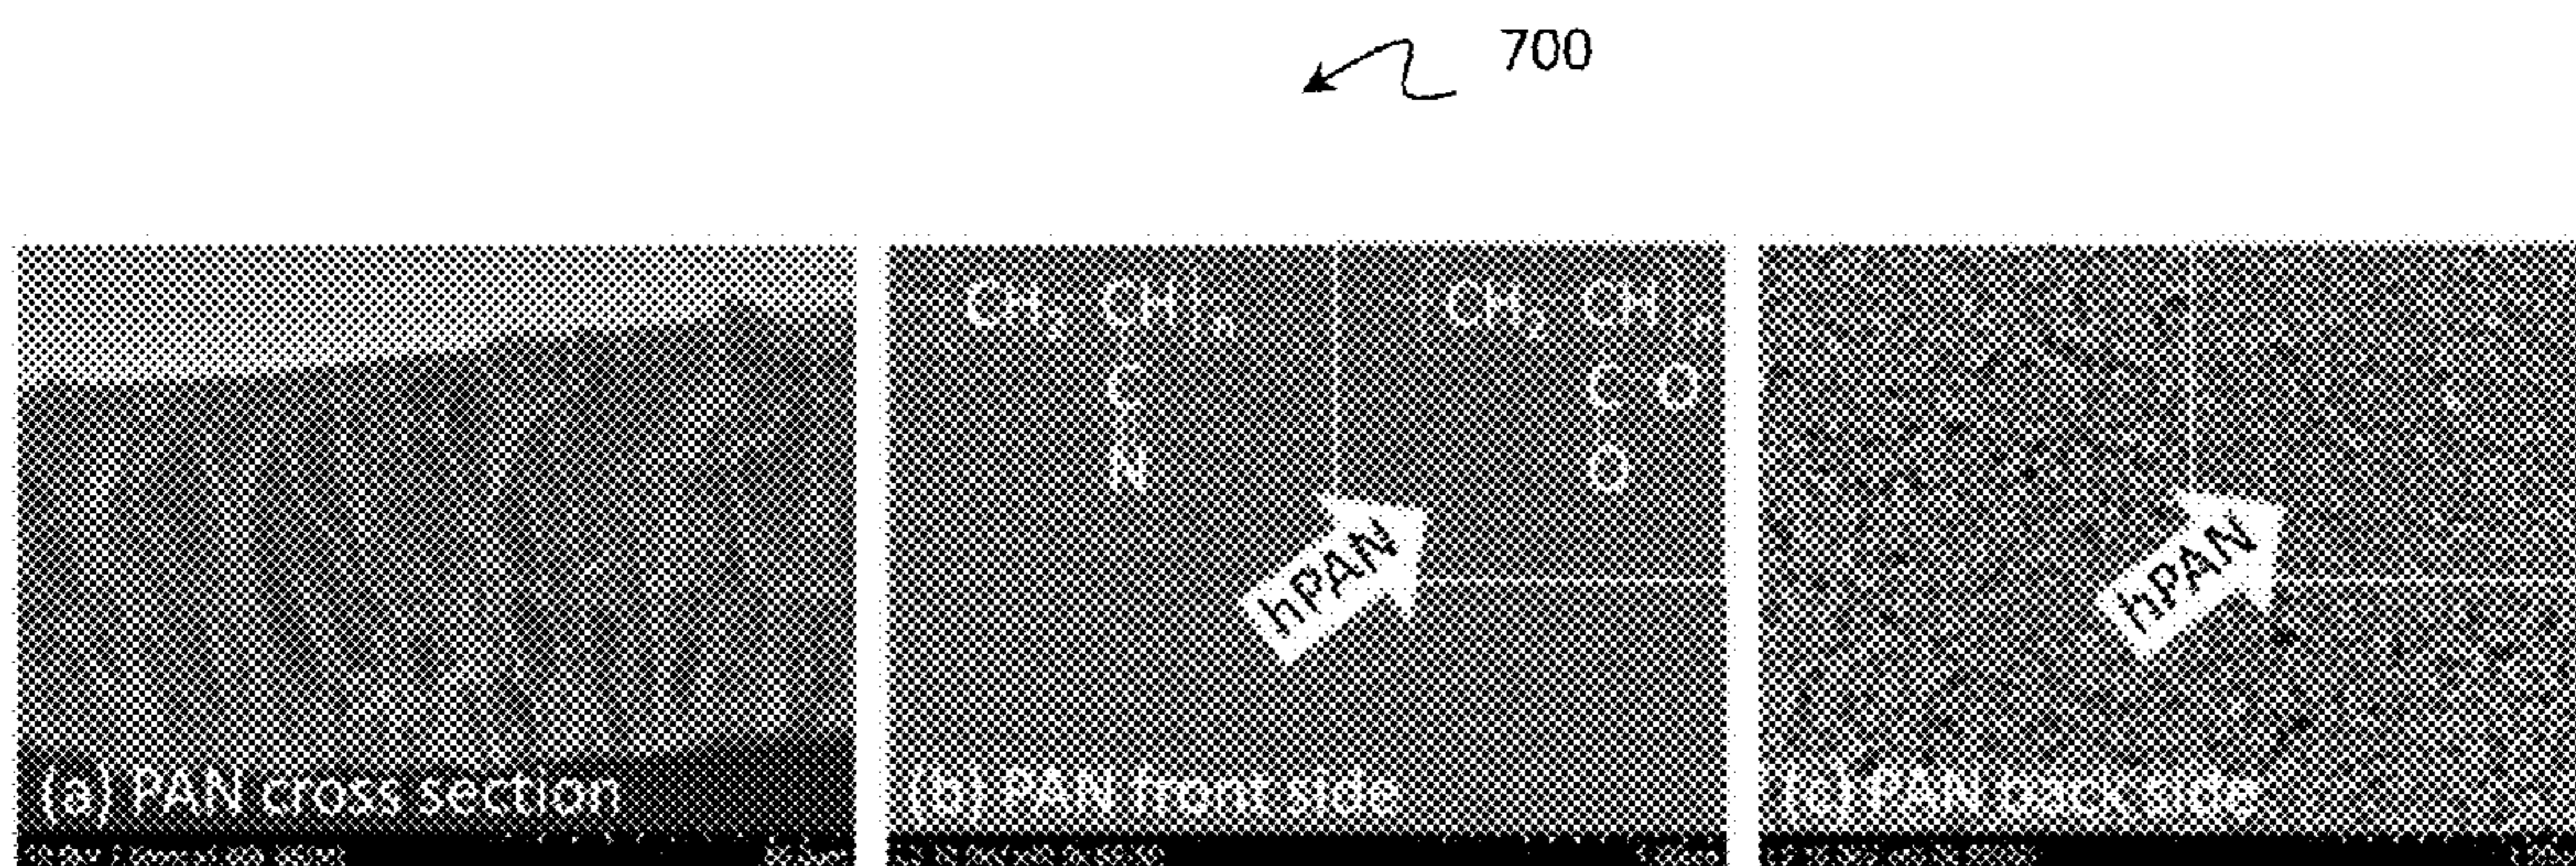 700
CH2 CH]n
C
N
CH2 CH]n
C O
O
hPAN
hPAN
(a) PAN cross section
(b) PAN front side
(c) PAN back side